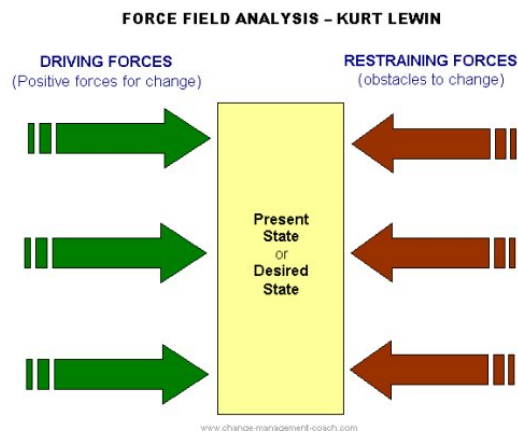 FORCE FIELD ANALYSIS – KURT LEWIN
DRIVING FORCES
(Positive forces for change)
RESTRAINING FORCES
(obstacles to change)
Present
State
or
Desired
State
www.change-management-coach.com